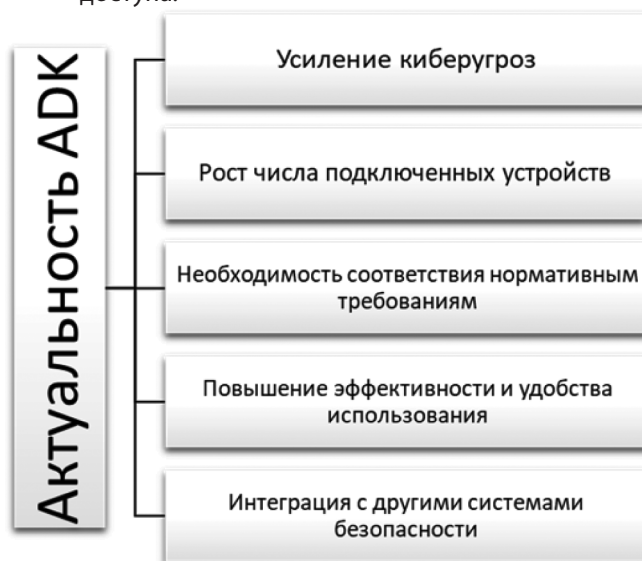 доступа.
Актуальность ADK
Усиление киберугроз
Рост числа подключенных устройств
Необходимость соответствия нормативным
требованиям
Повышение эффективности и удобства
использования
Интеграция с другими системами
безопасности